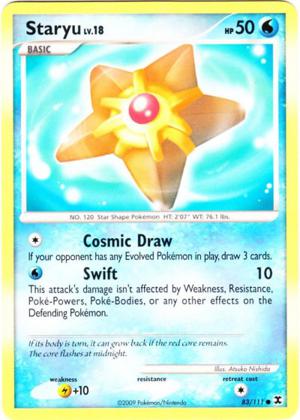 Staryu LV.18 HP 50
BASIC
NO. 120 Star Shape Pokémon HT: 2'07" WT: 76.1 lbs.
Cosmic Draw
If your opponent has any Evolved Pokémon in play, draw 3 cards.
Swift 10
This attack's damage isn't affected by Weakness, Resistance,
Poké-Powers, Poké-Bodies, or any other effects on the
Defending Pokémon.
If its body is torn, it can grow back if the red core remains.
The core flashes at midnight.
Illus. Atsuko Nishida
weakness resistance retreat cost
+10
©2009 Pokémon/Nintendo 83/111